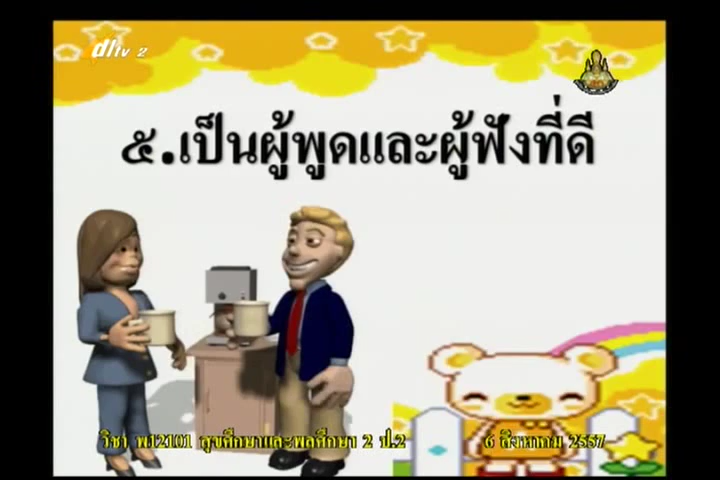 dltv 2
๕.เป็นผู้พูดและผู้ฟังที่ดี
วิชา พ12101 สุขศึกษาและพลศึกษา 2 ป.2
6 สิงหาคม 2557